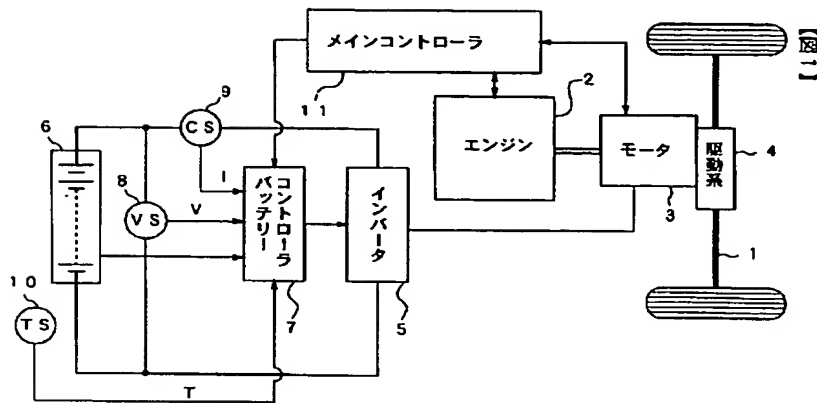 【図1】
メインコントローラ
11
2
エンジン
モータ
3
駆動系
4
1
9
CS
6
I
8
VS
V
コントローラ
バッテリー
7
インバータ
5
10
TS
T